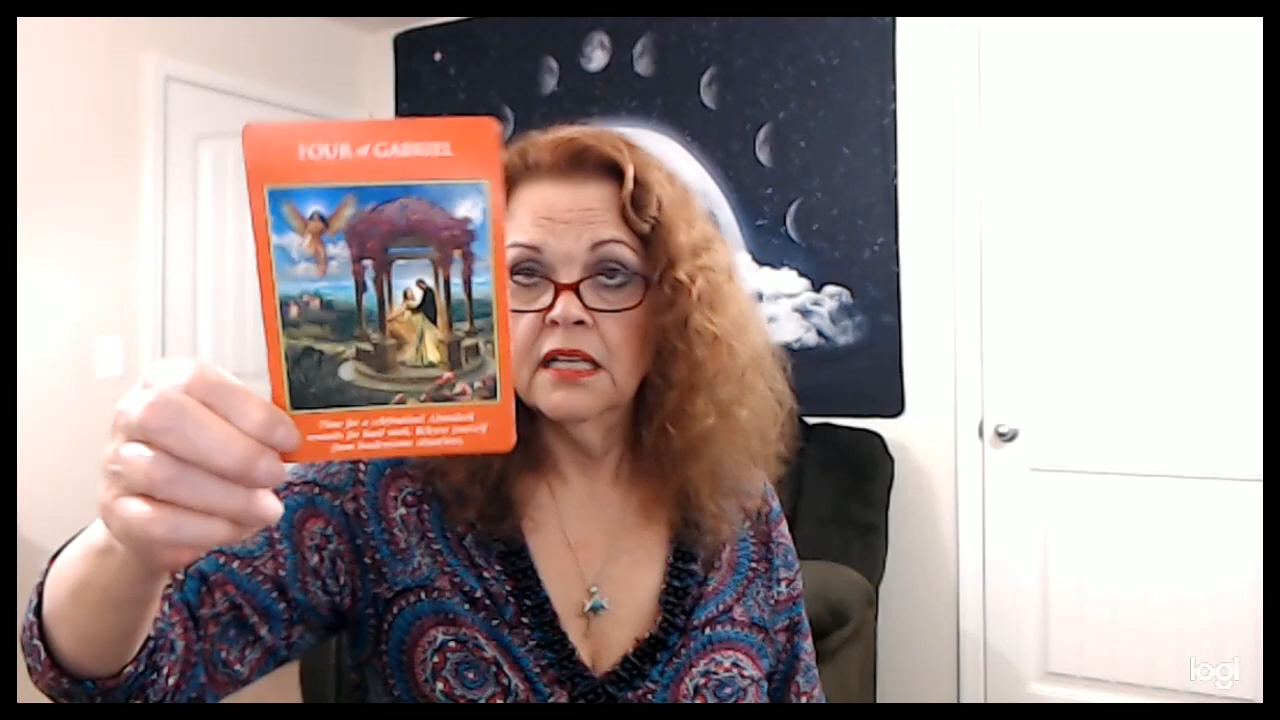 FOUR of GABRIEL
Time for a celebration! Abundant
rewards for hard work. Release yourself
from burdensome situations.
logi